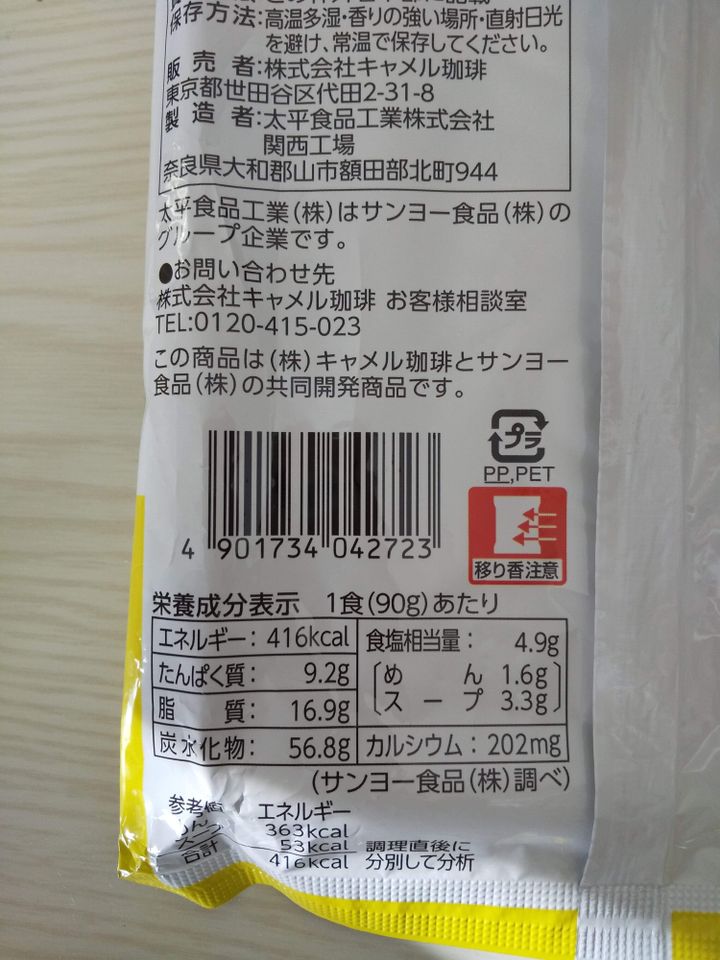 保存方法:高温多湿・香りの強い場所・直射日光
を避け、常温で保存してください。
販売者:株式会社キャメル珈琲
東京都世田谷区代田2-31-8
製造者:太平食品工業株式会社
関西工場
奈良県大和郡山市額田部北町944
太平食品工業(株)はサンヨー食品(株)の
グループ企業です。
●お問い合わせ先
株式会社キャメル珈琲 お客様相談室
TEL:0120-415-023
この商品は(株)キャメル珈琲とサンヨー
食品(株)の共同開発商品です。
プラ
PP,PET
4 901734 042723
移り香注意
栄養成分表示 1食(90g)あたり
エネルギー: 416kcal 食塩相当量: 4.9g
たんぱく質: 9.2g めん 1.6g
脂質: 16.9g スープ 3.3g
炭水化物: 56.8g カルシウム: 202mg
(サンヨー食品(株)調べ)
参考値 エネルギー
めん 363kcal
スープ 53kcal 調理直後に
合計 416kcal 分別して分析